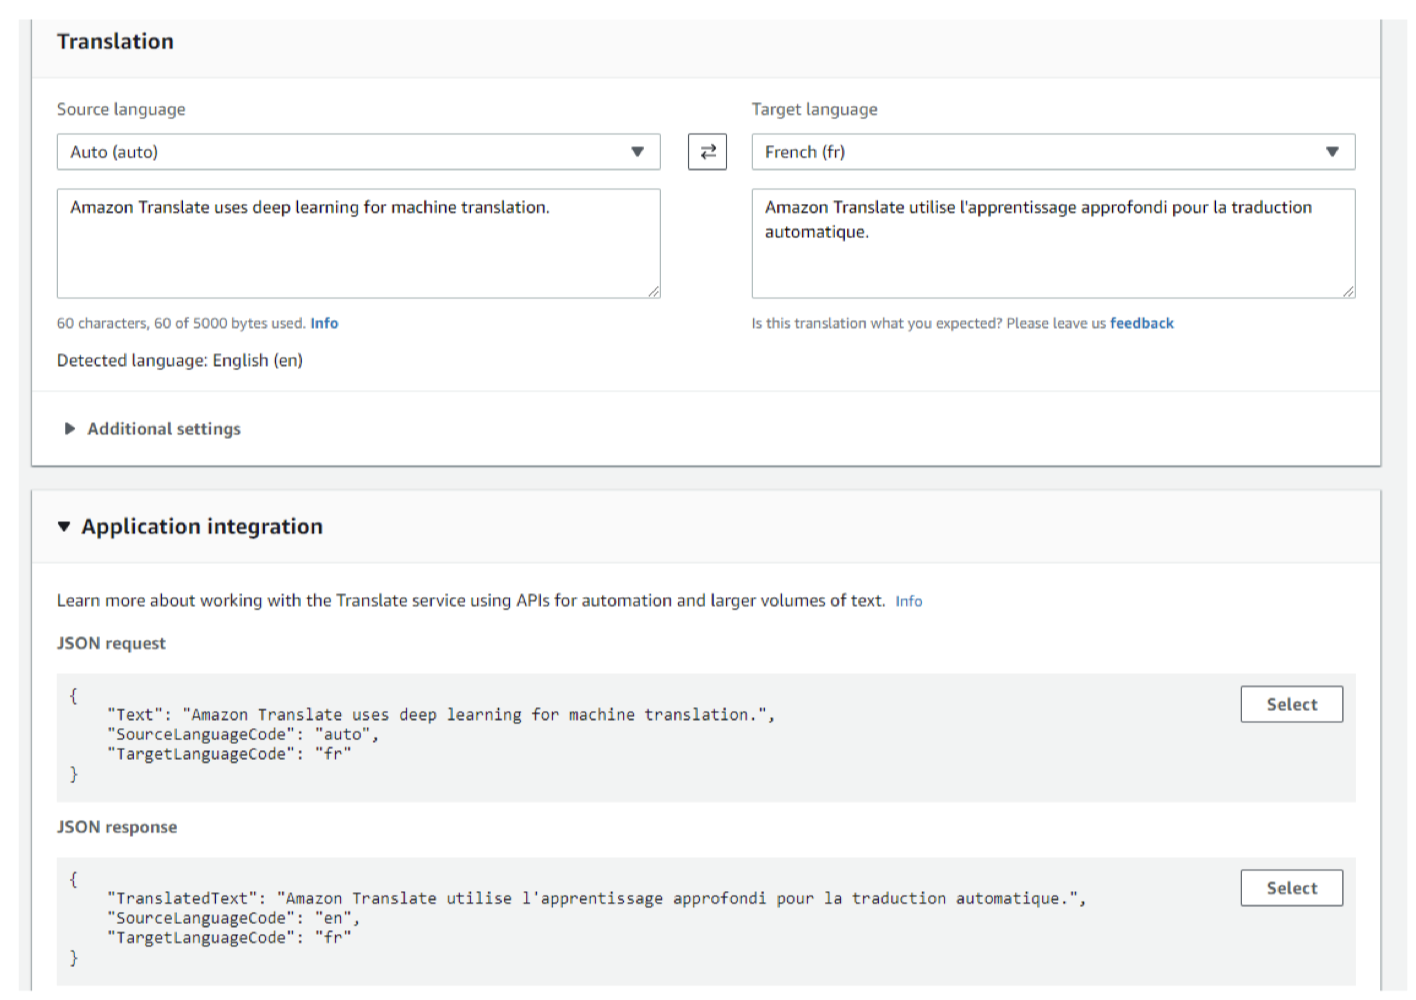 Translation
Source language
Target language
Auto (auto)
French (fr)
Amazon Translate uses deep learning for machine translation.
Amazon Translate utilise l'apprentissage approfondi pour la traduction
automatique.
60 characters, 60 of 5000 bytes used. Info
Is this translation what you expected? Please leave us feedback
Detected language: English (en)
Additional settings
Application integration
Learn more about working with the Translate service using APIs for automation and larger volumes of text. Info
JSON request
{
"Text": "Amazon Translate uses deep learning for machine translation.",
"SourceLanguageCode": "auto",
"TargetLanguageCode": "fr"
}
Select
JSON response
{
"TranslatedText": "Amazon Translate utilise l'apprentissage approfondi pour la traduction automatique.",
"SourceLanguageCode": "en",
"TargetLanguageCode": "fr"
}
Select